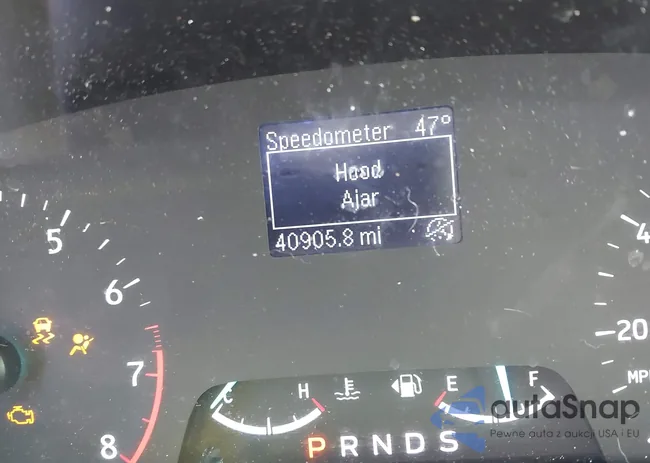 Speedometer 47°
Hood
Ajar
40905.8 mi
5
6
7
8
4
20
MPH
C H E F
PRNDS
autaSnap
Pewne auta z aukcji USA i EU